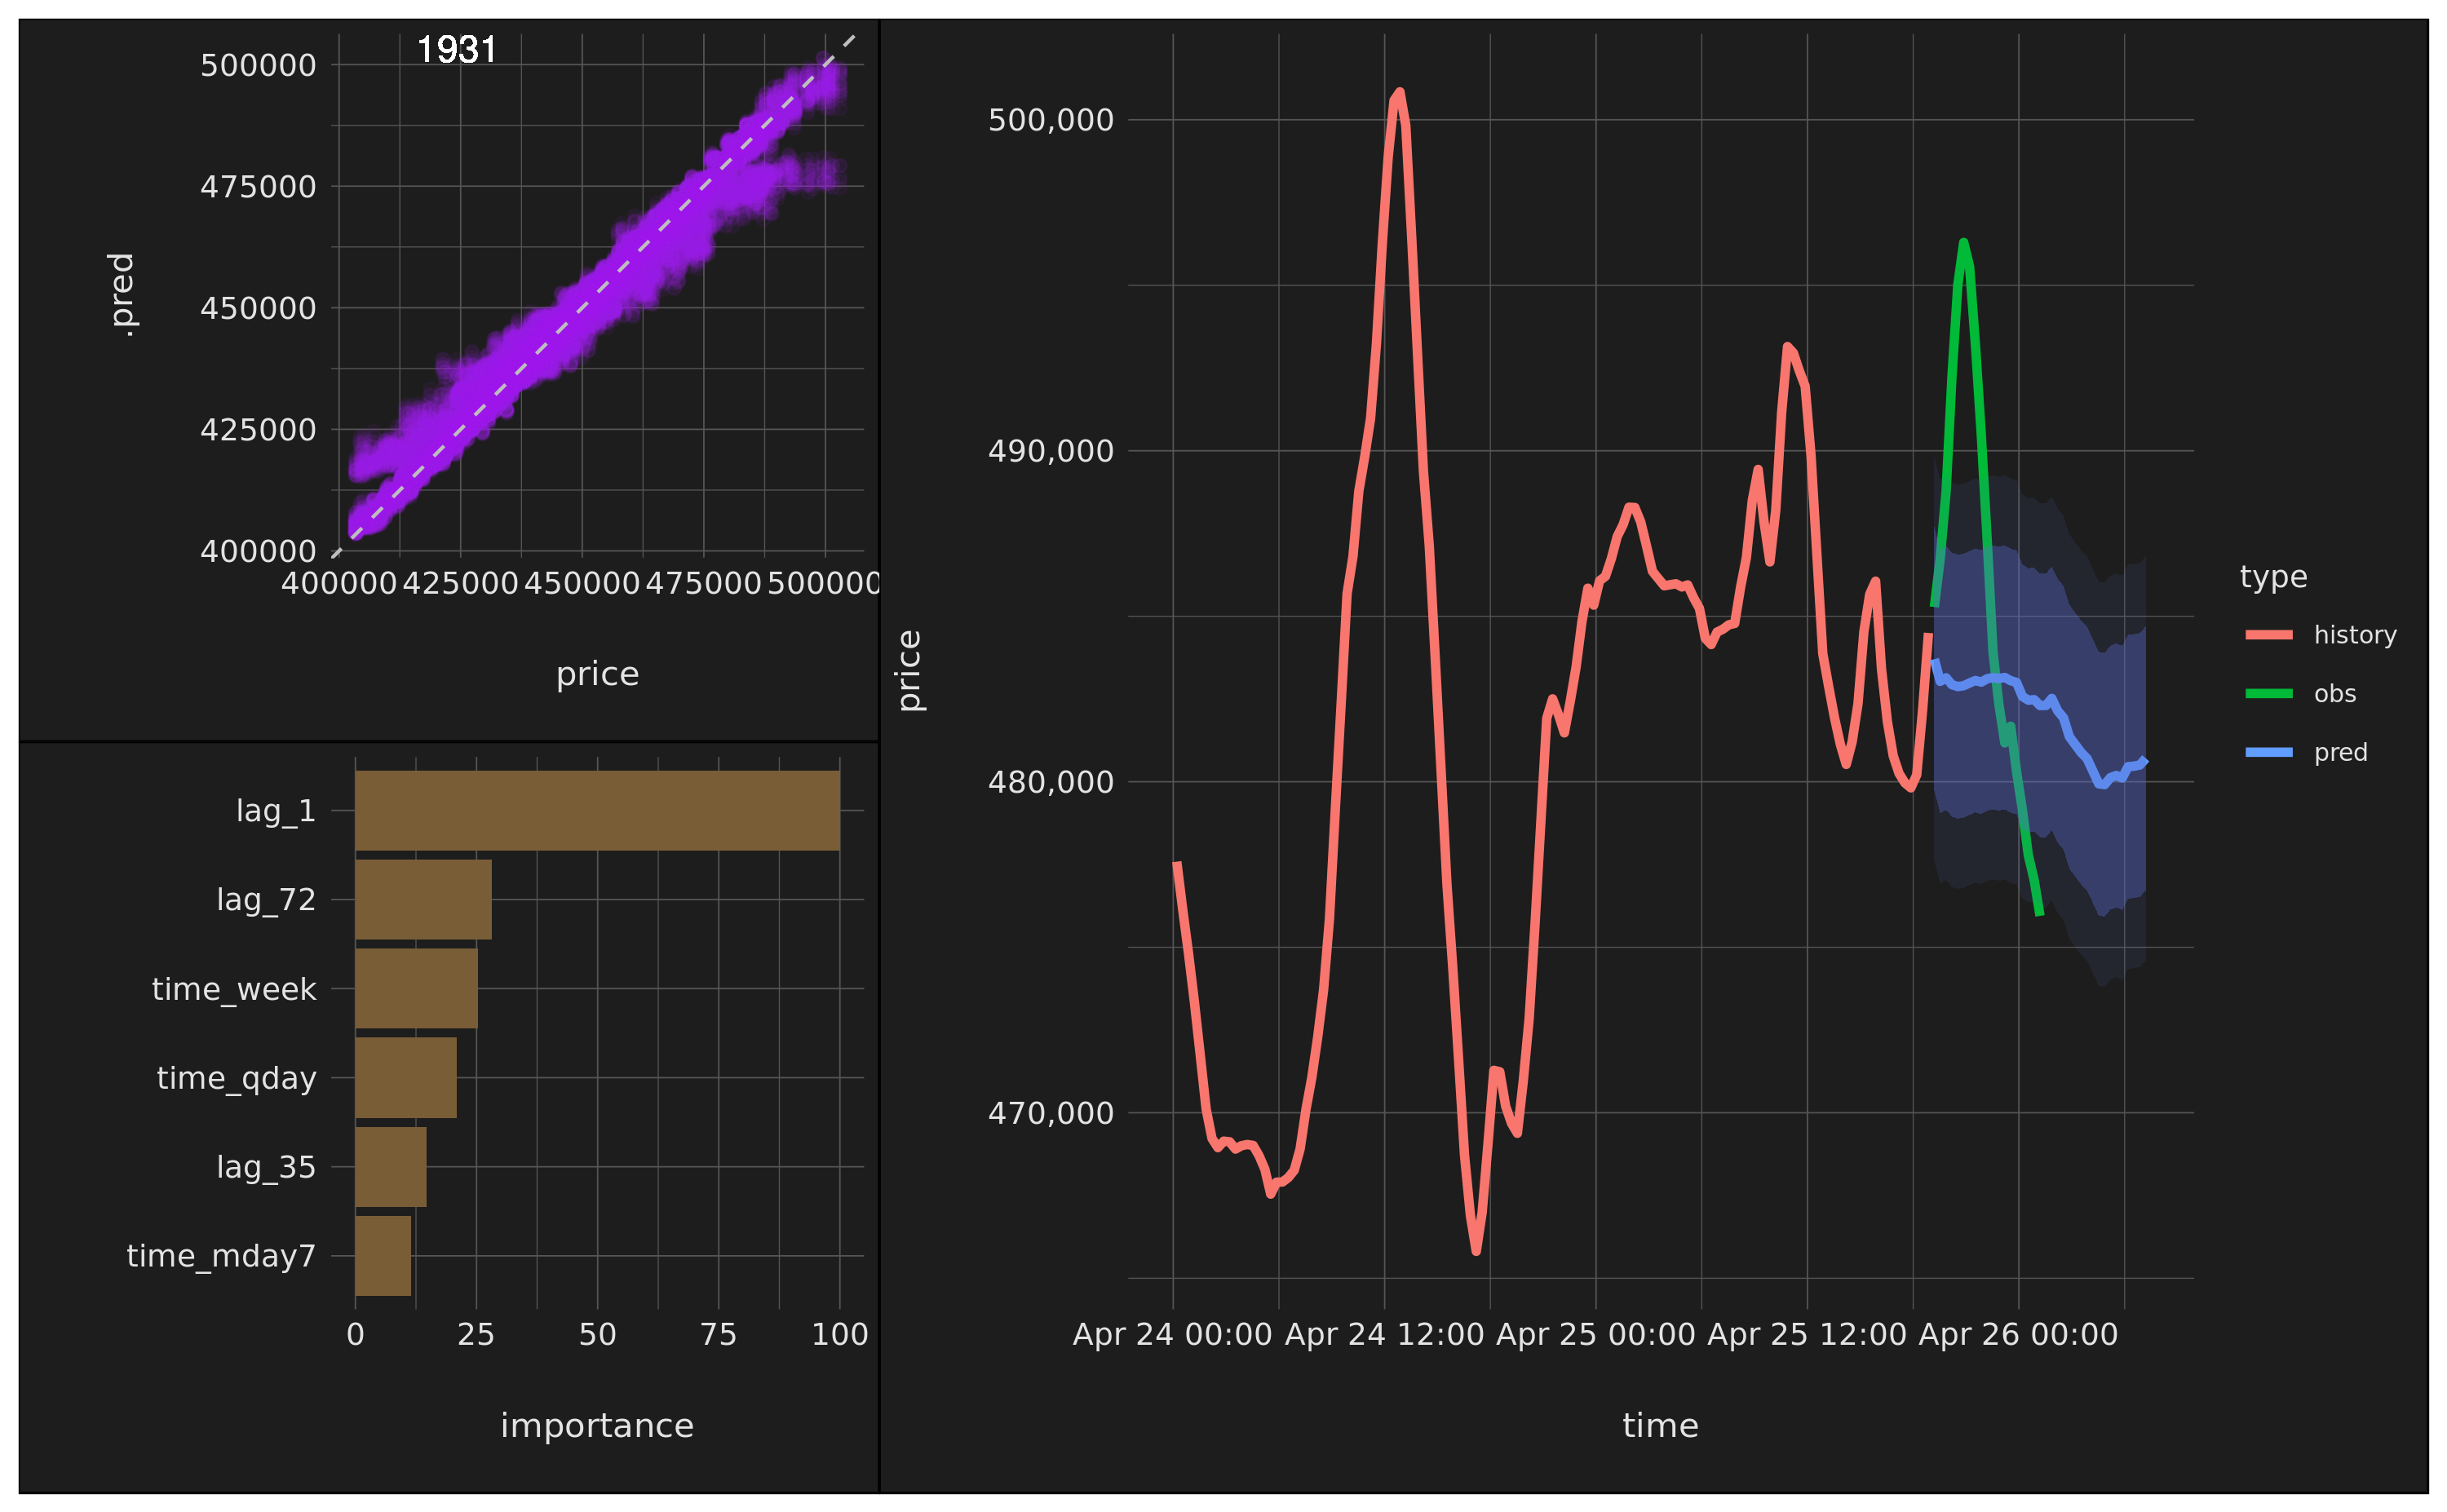 1931
500000
475000
450000
425000
400000
.pred
400000 425000 450000 475000 500000
price
lag_1
lag_72
time_week
time_qday
lag_35
time_mday7
0 25 50 75 100
importance
500,000
490,000
480,000
470,000
price
Apr 24 00:00 Apr 24 12:00 Apr 25 00:00 Apr 25 12:00 Apr 26 00:00
time
type
history
obs
pred